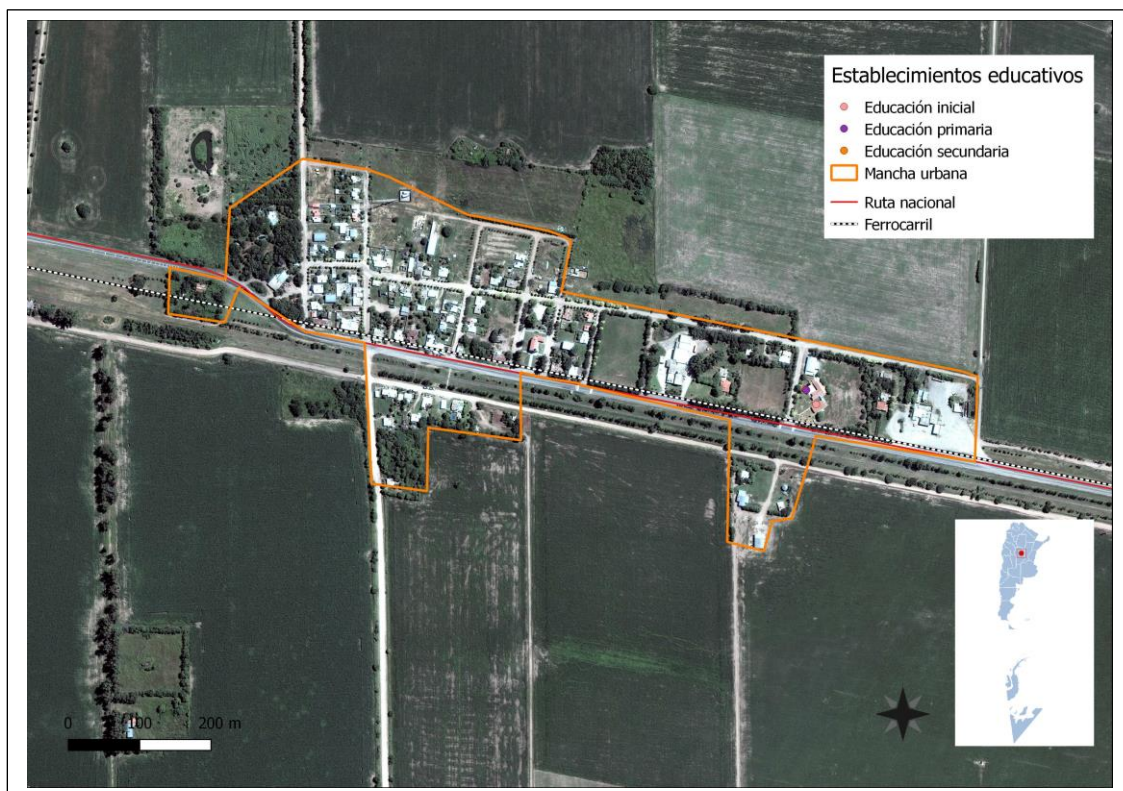 Establecimientos educativos
Educación inicial
Educación primaria
Educación secundaria
Mancha urbana
Ruta nacional
Ferrocarril
0 100 200 m